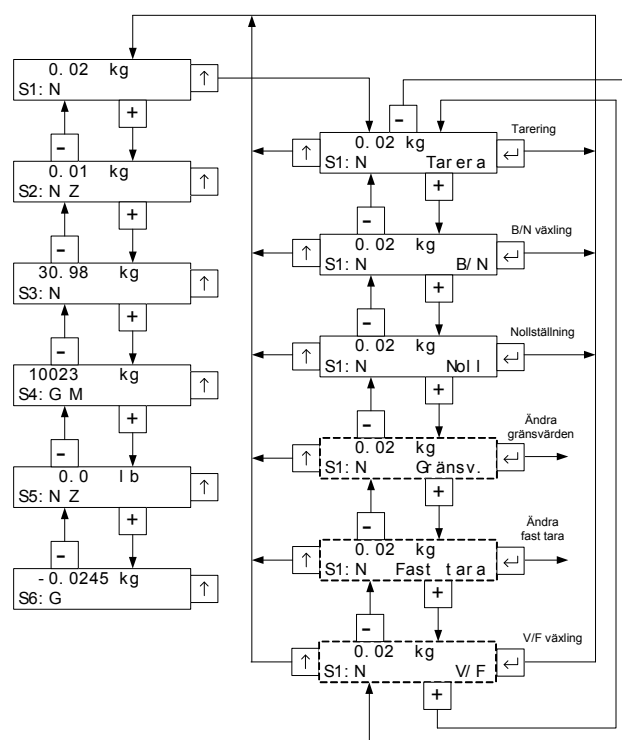 0.02 kg
S1: N
↑
+
-
0.01 kg
S2: N Z
↑
+
-
30.98 kg
S3: N
↑
+
-
10023 kg
S4: G M
↑
+
-
0.0 lb
S5: N Z
↑
+
-
-0.0245 kg
S6: G
↑
-
0.02 kg
S1: N Tarera
↑
↵
Tarering
+
-
0.02 kg
S1: N B/N
↑
↵
B/N växling
+
-
0.02 kg
S1: N Noll
↑
↵
Nollställning
+
-
0.02 kg
S1: N Gränsv.
↑
↵
Ändra
gränsvärden
+
-
0.02 kg
S1: N Fast tara
↑
↵
Ändra
fast tara
+
-
0.02 kg
S1: N V/F
↑
↵
V/F växling
+